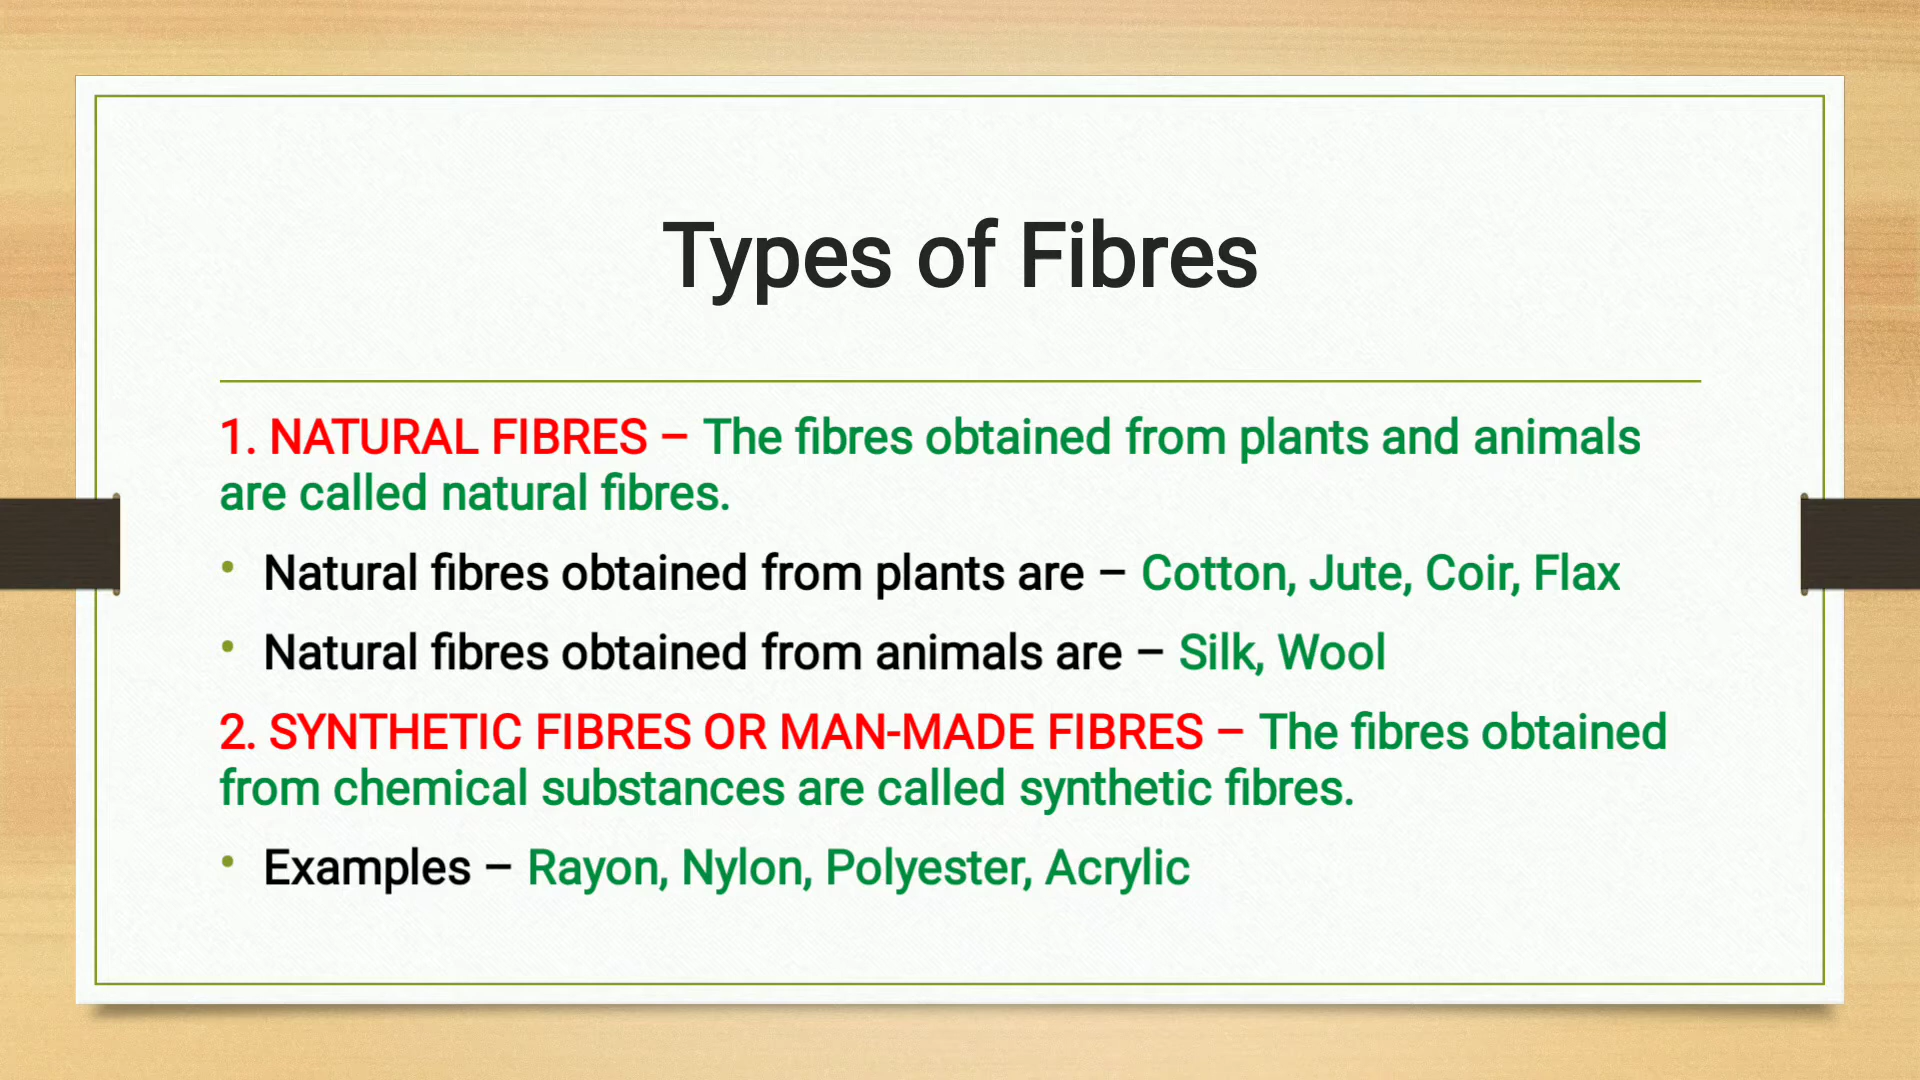 Types of Fibres
1. NATURAL FIBRES – The fibres obtained from plants and animals
are called natural fibres.
• Natural fibres obtained from plants are – Cotton, Jute, Coir, Flax
• Natural fibres obtained from animals are – Silk, Wool
2. SYNTHETIC FIBRES OR MAN-MADE FIBRES – The fibres obtained
from chemical substances are called synthetic fibres.
• Examples – Rayon, Nylon, Polyester, Acrylic